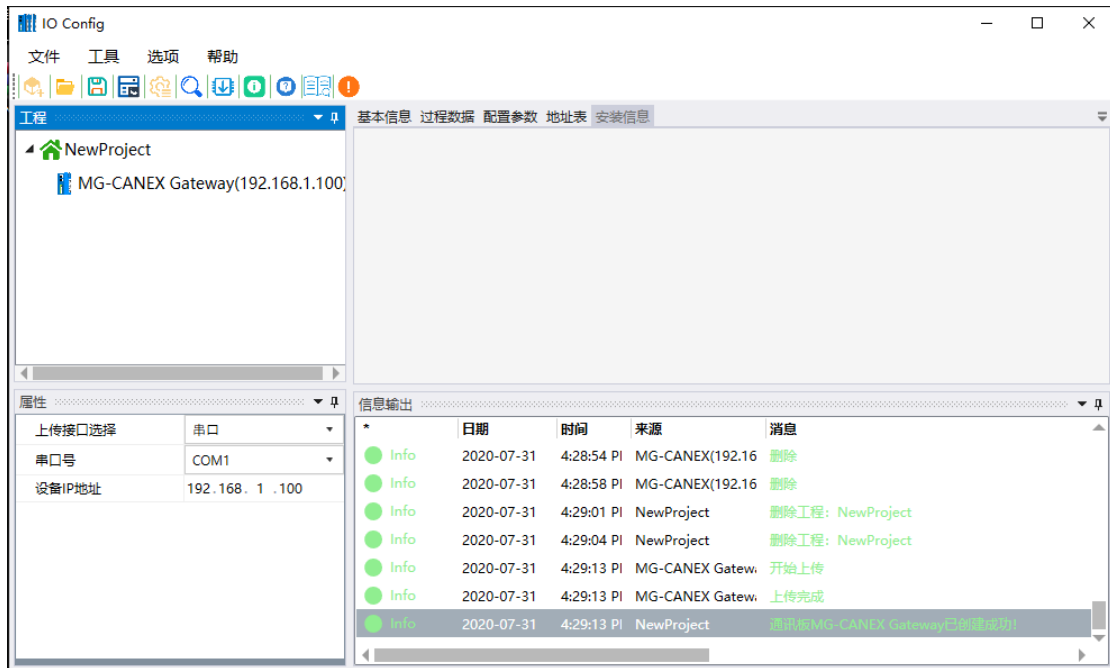 IO Config
文件 工具 选项 帮助
工程
基本信息 过程数据 配置参数 地址表 安装信息
NewProject
MG-CANEX Gateway(192.168.1.100)
属性
上传接口选择 串口
串口号 COM1
设备IP地址 192.168. 1 .100
信息输出
* 日期 时间 来源 消息
Info 2020-07-31 4:28:54 PI MG-CANEX(192.16 删除
Info 2020-07-31 4:28:58 PI MG-CANEX(192.16 删除
Info 2020-07-31 4:29:01 PI NewProject 删除工程：NewProject
Info 2020-07-31 4:29:04 PI NewProject 删除工程：NewProject
Info 2020-07-31 4:29:13 PI MG-CANEX Gatew 开始上传
Info 2020-07-31 4:29:13 PI MG-CANEX Gatew 上传完成
Info 2020-07-31 4:29:13 PI NewProject 通讯板MG-CANEX Gateway已创建成功!